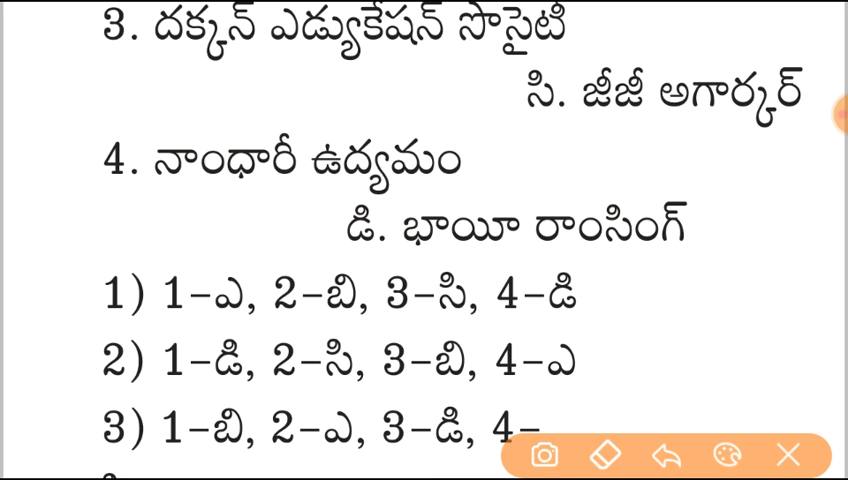 3. దక్కన్ ఎడ్యుకేషన్ సొసైటీ
సి. జీజీ అగార్కర్
4. నాంధారీ ఉద్యమం
డి. భాయీ రాంసింగ్
1) 1-ఎ, 2-బి, 3-సి, 4-డి
2) 1-డి, 2-సి, 3-బి, 4-ఎ
3) 1-బి, 2-ఎ, 3-డి, 4-